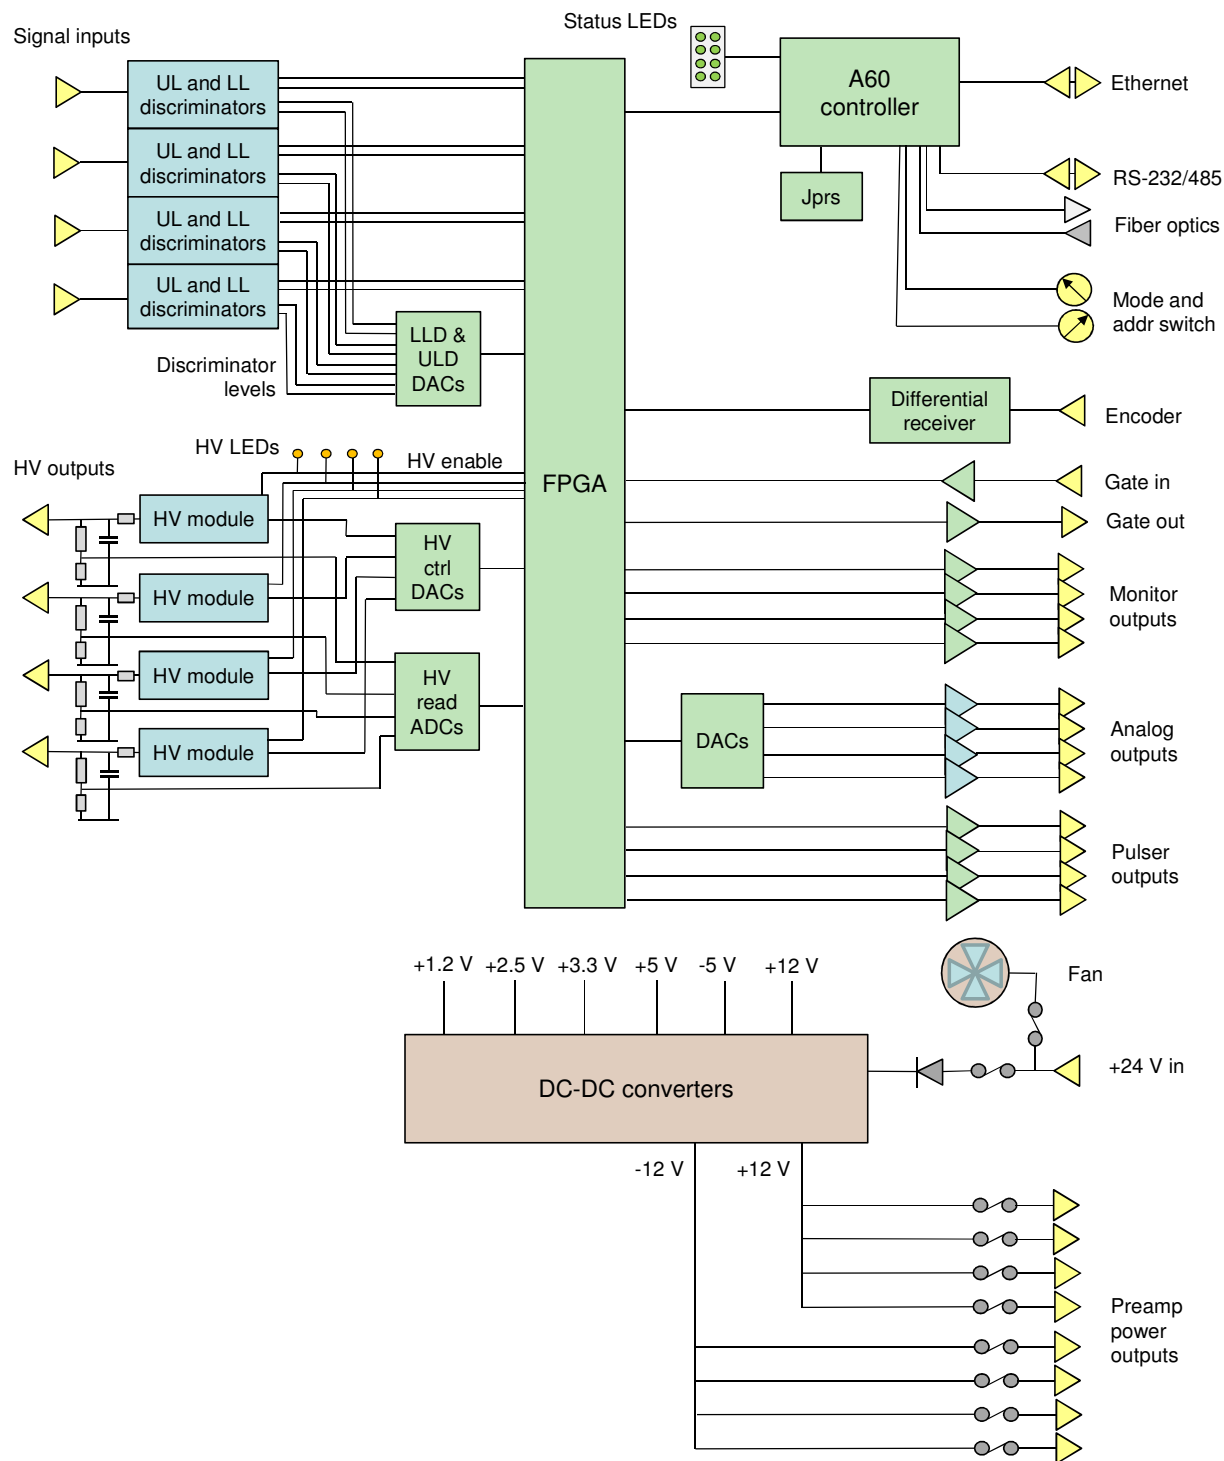 Status LEDs
Signal inputs
UL and LL
discriminators
UL and LL
discriminators
UL and LL
discriminators
UL and LL
discriminators
A60
controller
Ethernet
Jprs
RS-232/485
Fiber optics
Mode and
addr switch
LLD &
ULD
DACs
Discriminator
levels
Differential
receiver
Encoder
HV LEDs
HV enable
HV outputs
FPGA
Gate in
Gate out
HV module
HV module
HV module
HV module
HV
ctrl
DACs
HV
read
ADCs
Monitor
outputs
DACs
Analog
outputs
Pulser
outputs
+1.2 V
+2.5 V
+3.3 V
+5 V
-5 V
+12 V
Fan
DC-DC converters
+24 V in
-12 V
+12 V
Preamp
power
outputs